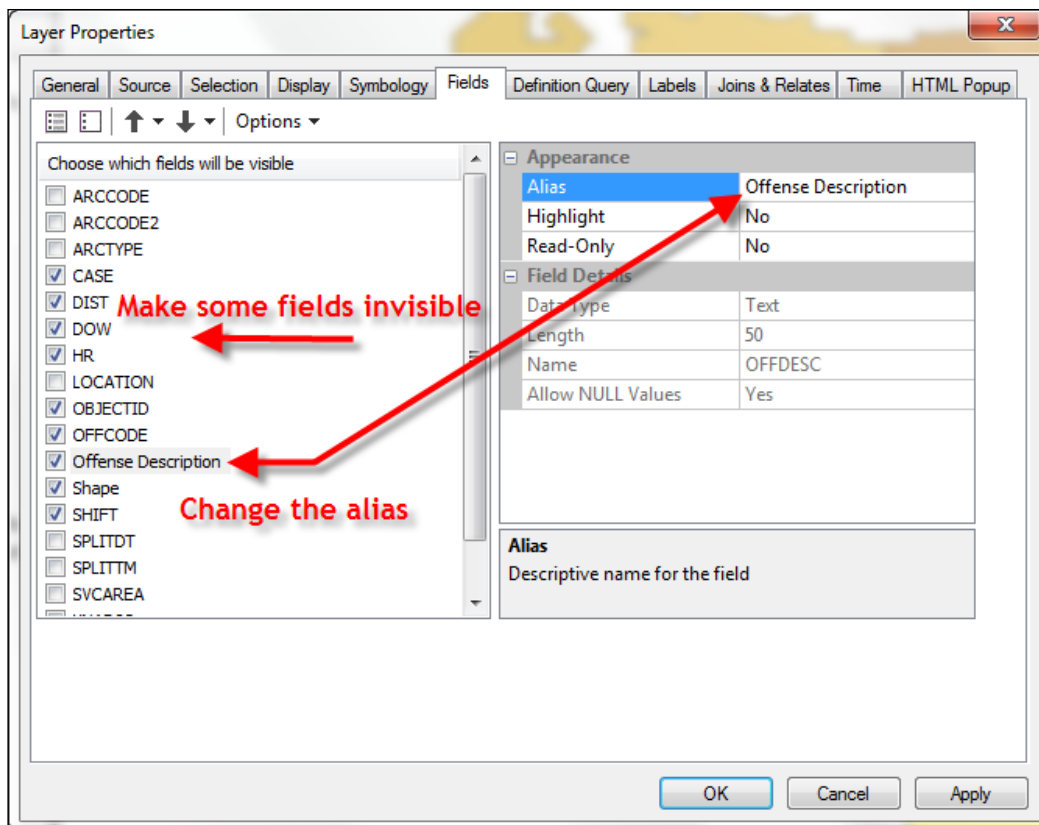 Layer Properties
General Source Selection Display Symbology Fields Definition Query Labels Joins & Relates Time HTML Popup
Options
Choose which fields will be visible
ARCCODE
ARCCODE2
ARCTYPE
CASE
DIST
DOW
HR
LOCATION
OBJECTID
OFFCODE
Offense Description
Shape
SHIFT
SPLITDT
SPLITTM
SVCAREA
Make some fields invisible
Change the alias
Appearance
Alias Offense Description
Highlight No
Read-Only No
Field Details
Data Type Text
Length 50
Name OFFDESC
Allow NULL Values Yes
Alias
Descriptive name for the field
OK Cancel Apply